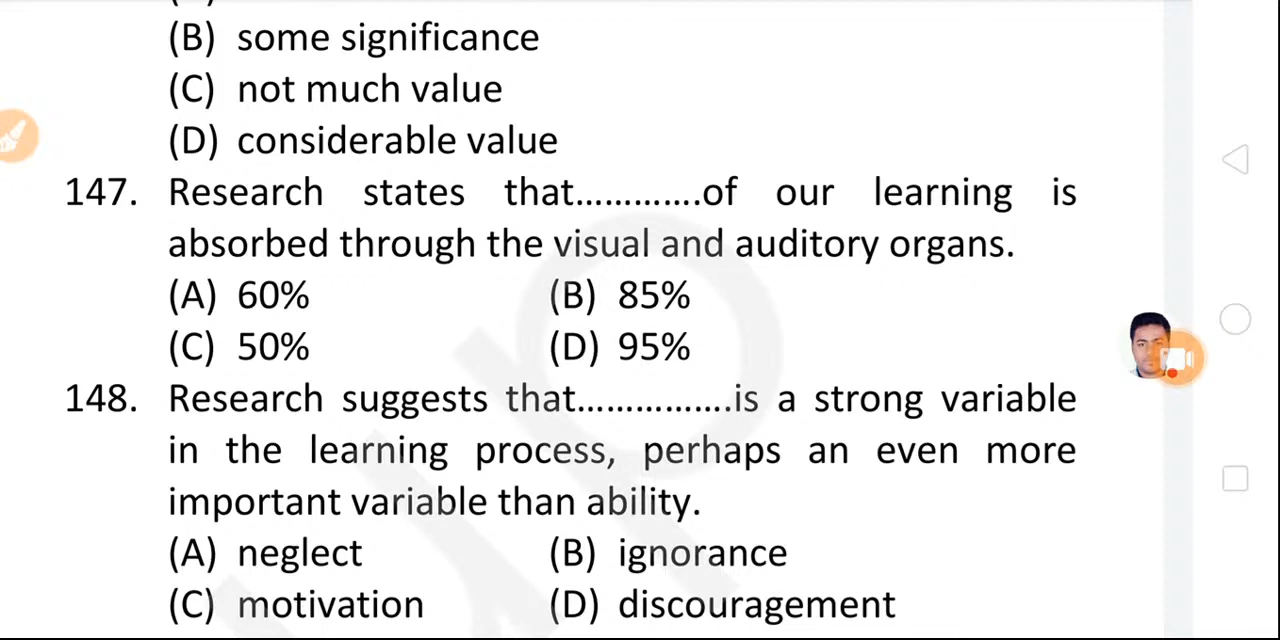 (B) some significance
(C) not much value
(D) considerable value
147. Research states that.............of our learning is
absorbed through the visual and auditory organs.
(A) 60% (B) 85%
(C) 50% (D) 95%
148. Research suggests that.................is a strong variable
in the learning process, perhaps an even more
important variable than ability.
(A) neglect (B) ignorance
(C) motivation (D) discouragement